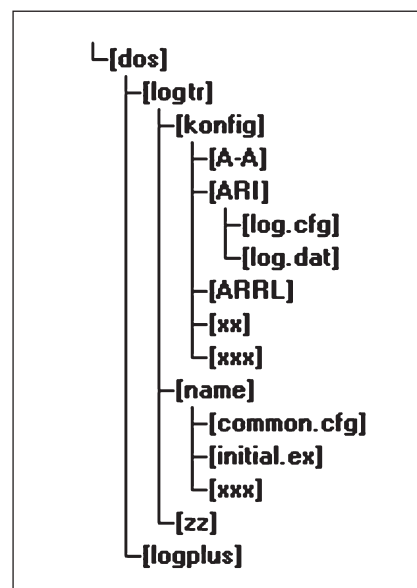 [dos]
[logtr]
[konfig]
[A-A]
[ARI]
[log.cfg]
[log.dat]
[ARRL]
[xx]
[xxx]
[name]
[common.cfg]
[initial.ex]
[xxx]
[zz]
[logplus]